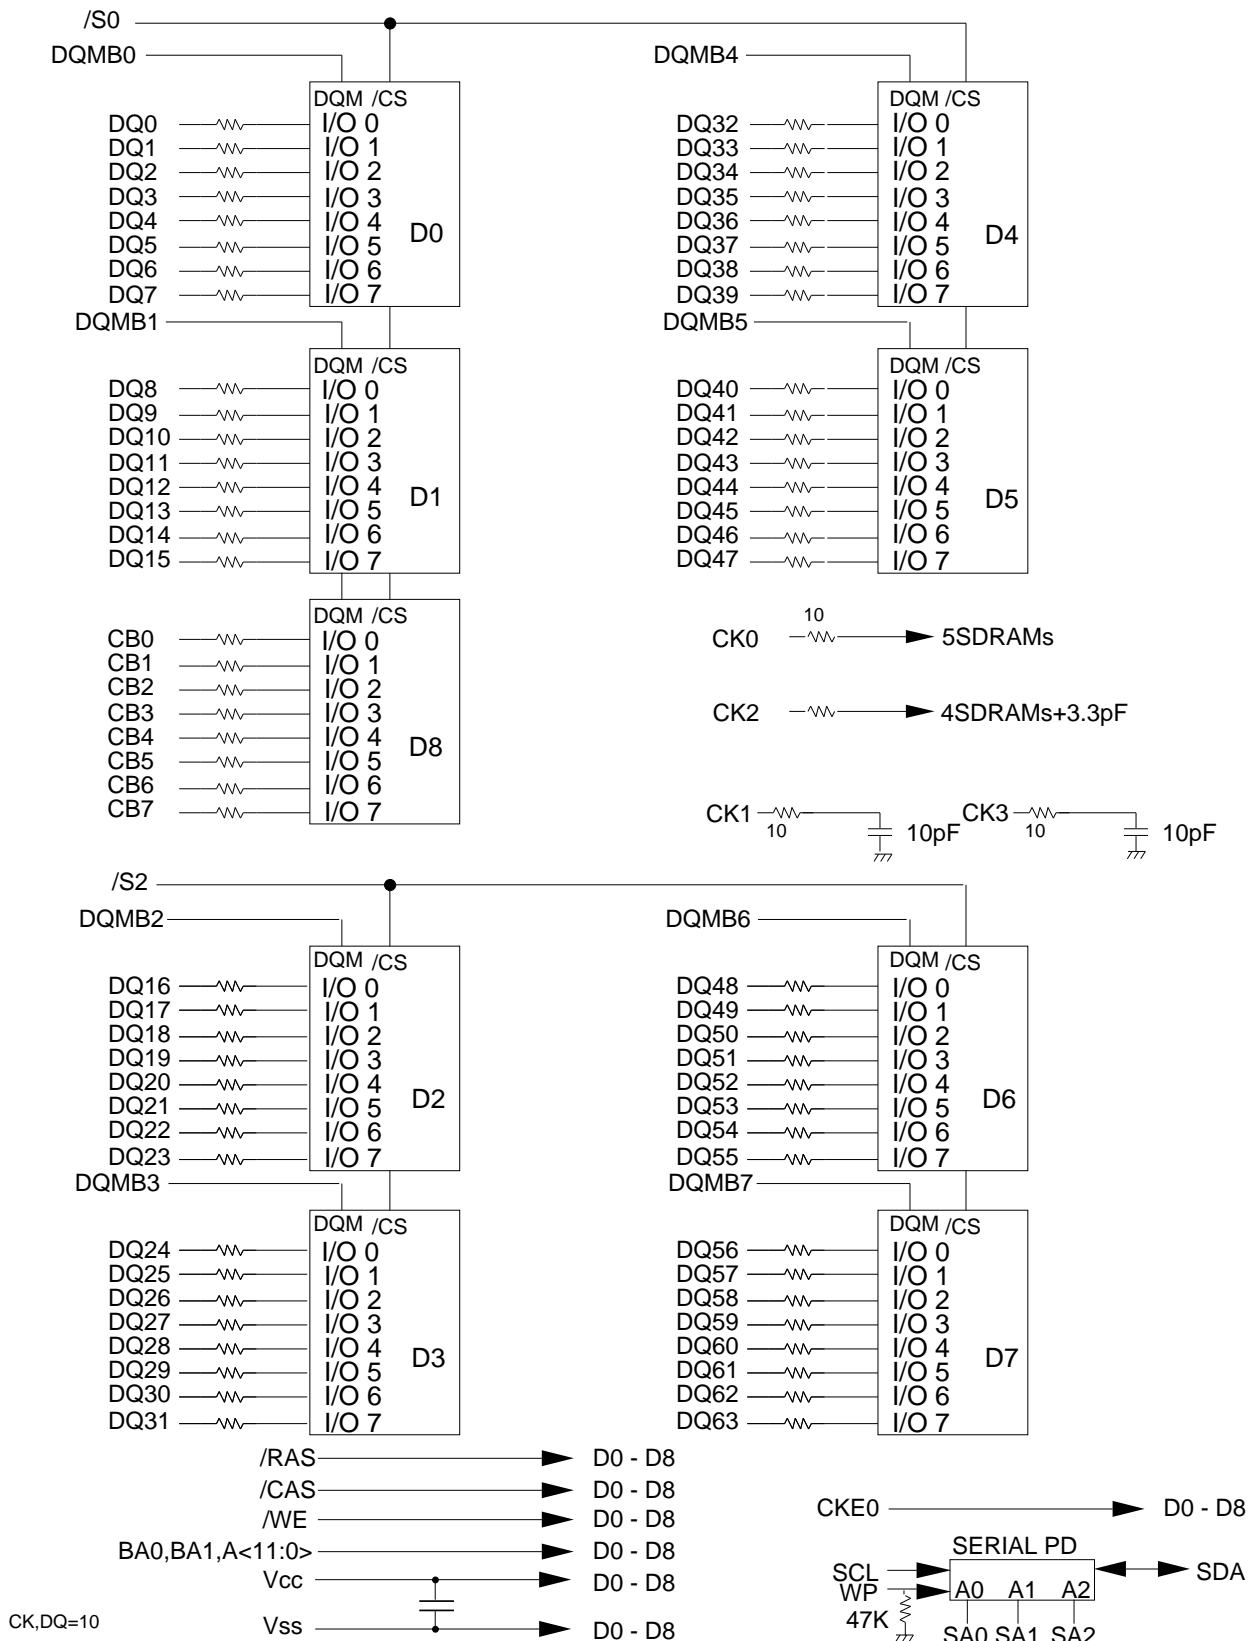 /S0
DQMB0 DQMB4
DQM /CS DQM /CS
DQ0 I/O 0 DQ32 I/O 0
DQ1 I/O 1 DQ33 I/O 1
DQ2 I/O 2 DQ34 I/O 2
DQ3 I/O 3 DQ35 I/O 3
DQ4 I/O 4 D0 DQ36 I/O 4 D4
DQ5 I/O 5 DQ37 I/O 5
DQ6 I/O 6 DQ38 I/O 6
DQ7 I/O 7 DQ39 I/O 7
DQMB1 DQMB5
DQM /CS DQM /CS
DQ8 I/O 0 DQ40 I/O 0
DQ9 I/O 1 DQ41 I/O 1
DQ10 I/O 2 DQ42 I/O 2
DQ11 I/O 3 DQ43 I/O 3
DQ12 I/O 4 D1 DQ44 I/O 4 D5
DQ13 I/O 5 DQ45 I/O 5
DQ14 I/O 6 DQ46 I/O 6
DQ15 I/O 7 DQ47 I/O 7
DQM /CS 10
CB0 I/O 0 CK0 5SDRAMs
CB1 I/O 1
CB2 I/O 2
CB3 I/O 3 CK2 4SDRAMs+3.3pF
CB4 I/O 4 D8
CB5 I/O 5
CB6 I/O 6
CB7 I/O 7 CK1 10 10pF CK3 10 10pF
/S2
DQMB2 DQMB6
DQM /CS DQM /CS
DQ16 I/O 0 DQ48 I/O 0
DQ17 I/O 1 DQ49 I/O 1
DQ18 I/O 2 DQ50 I/O 2
DQ19 I/O 3 DQ51 I/O 3
DQ20 I/O 4 D2 DQ52 I/O 4 D6
DQ21 I/O 5 DQ53 I/O 5
DQ22 I/O 6 DQ54 I/O 6
DQ23 I/O 7 DQ55 I/O 7
DQMB3 DQMB7
DQM /CS DQM /CS
DQ24 I/O 0 DQ56 I/O 0
DQ25 I/O 1 DQ57 I/O 1
DQ26 I/O 2 DQ58 I/O 2
DQ27 I/O 3 DQ59 I/O 3
DQ28 I/O 4 D3 DQ60 I/O 4 D7
DQ29 I/O 5 DQ61 I/O 5
DQ30 I/O 6 DQ62 I/O 6
DQ31 I/O 7 DQ63 I/O 7
/RAS D0 - D8
/CAS D0 - D8
/WE D0 - D8 CKE0 D0 - D8
BA0,BA1,A<11:0> D0 - D8 SERIAL PD
Vcc D0 - D8 SCL SDA
WP A0 A1 A2
CK,DQ=10 Vss D0 - D8 47K
SA0 SA1 SA2